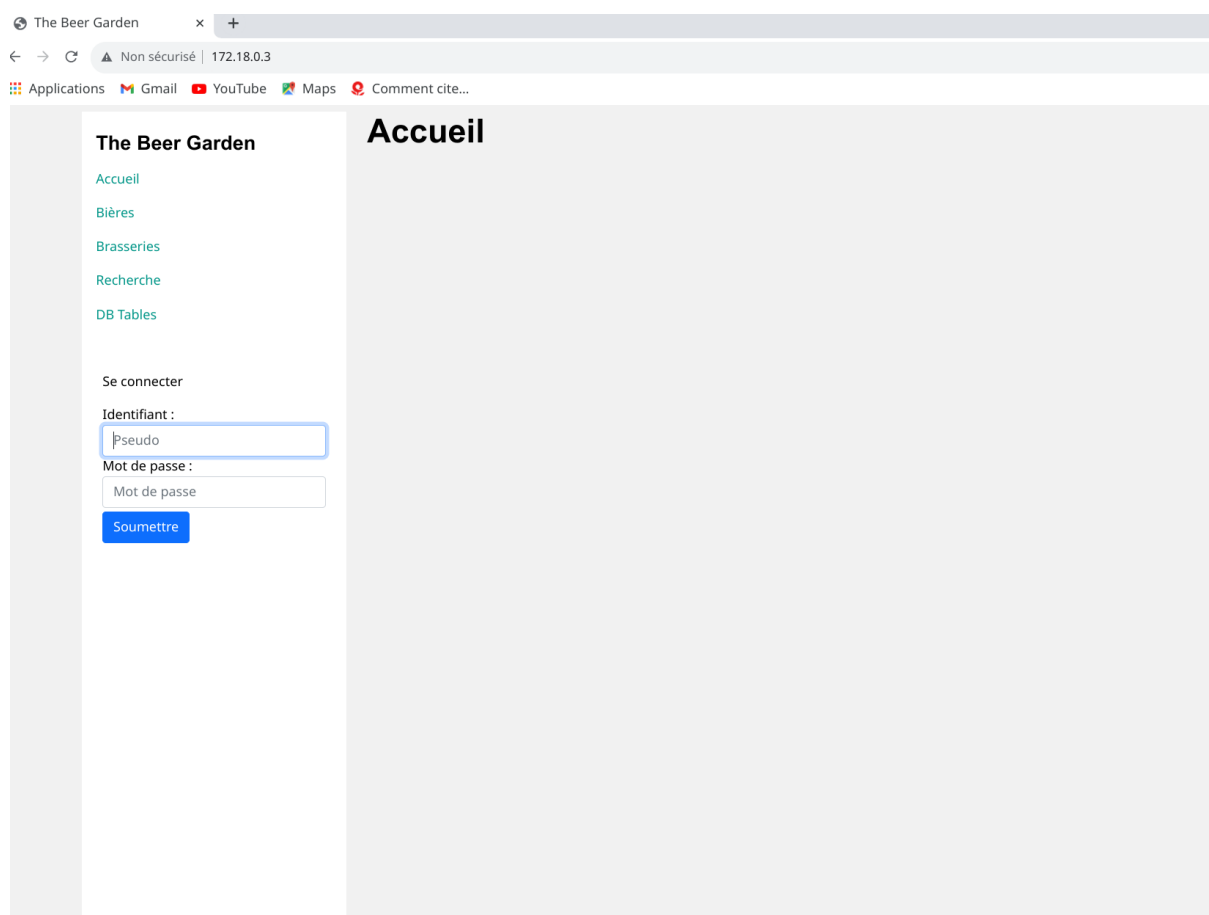 The Beer Garden
Non sécurisé | 172.18.0.3
Applications Gmail YouTube Maps Comment cite...
The Beer Garden
Accueil
Bières
Brasseries
Recherche
DB Tables
Se connecter
Identifiant :
Pseudo
Mot de passe :
Mot de passe
Soumettre
Accueil